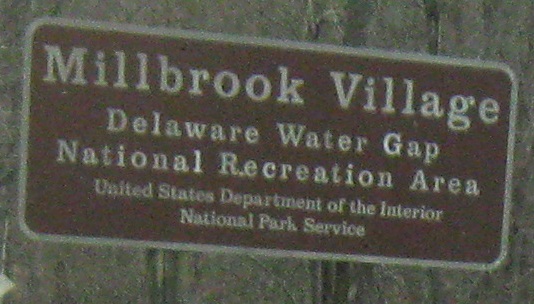 Millbrook Village
Delaware Water Gap
National Recreation Area
United States Department of the Interior
National Park Service